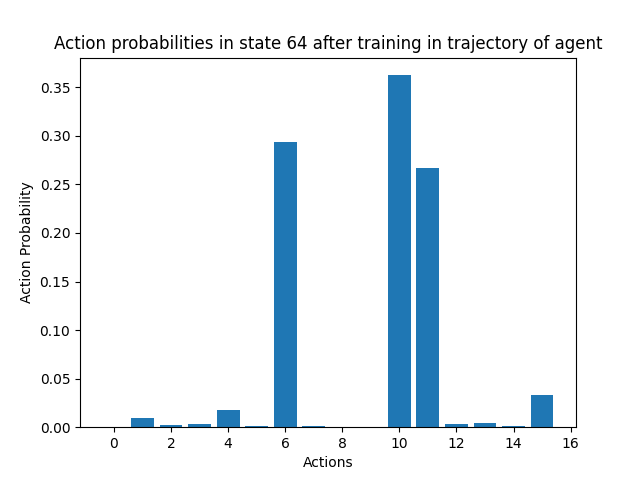 Action probabilities in state 64 after training in trajectory of agent
0.35
0.30
0.25
0.20
0.15
0.10
0.05
0.00
Action Probability
0 2 4 6 8 10 12 14 16
Actions